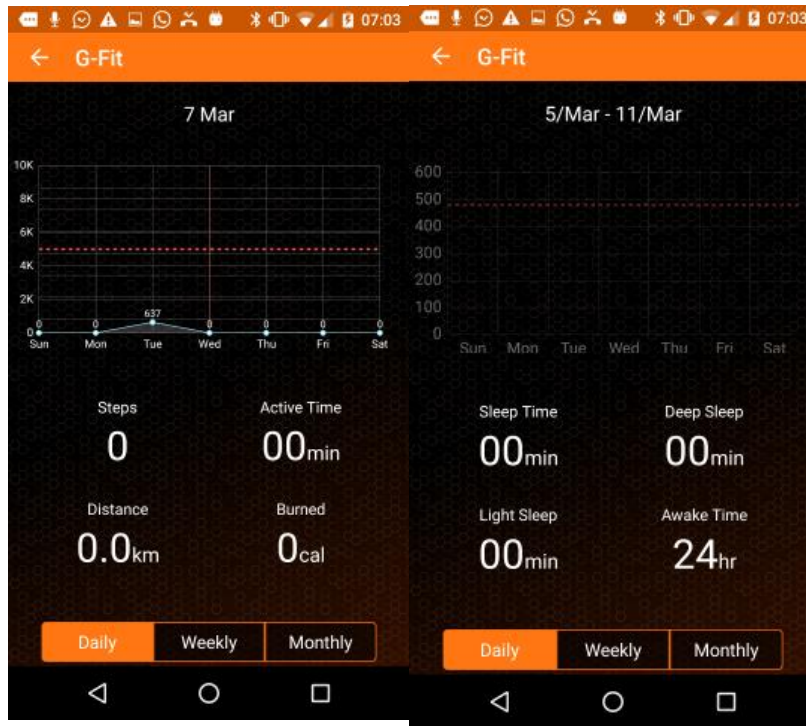 07:03
G-Fit
7 Mar
10K
8K
6K
4K
2K
0
637
0 0 0 0 0 0
Sun Mon Tue Wed Thu Fri Sat
Steps Active Time
0 00min
Distance Burned
0.0km 0cal
Daily Weekly Monthly
07:03
G-Fit
5/Mar - 11/Mar
600
500
400
300
200
100
0
Sun Mon Tue Wed Thu Fri Sat
Sleep Time Deep Sleep
00min 00min
Light Sleep Awake Time
00min 24hr
Daily Weekly Monthly